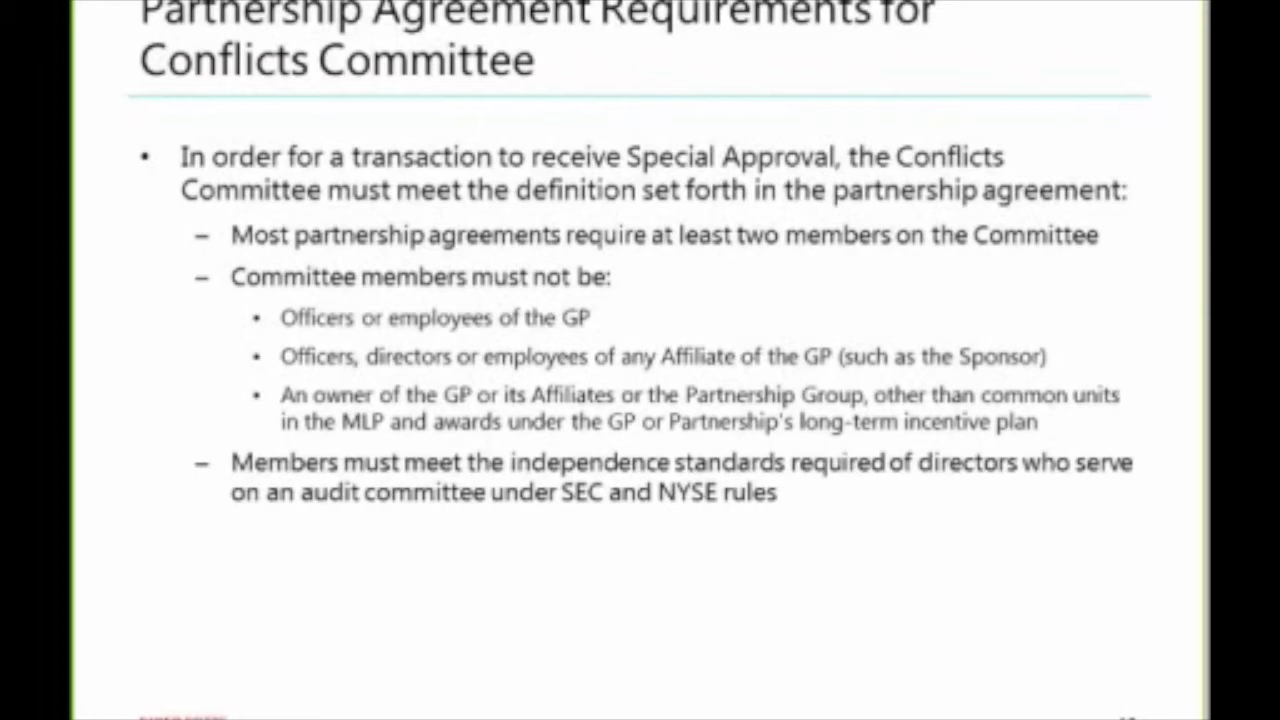 Partnership Agreement Requirements for
Conflicts Committee
• In order for a transaction to receive Special Approval, the Conflicts
Committee must meet the definition set forth in the partnership agreement:
– Most partnership agreements require at least two members on the Committee
– Committee members must not be:
• Officers or employees of the GP
• Officers, directors or employees of any Affiliate of the GP (such as the Sponsor)
• An owner of the GP or its Affiliates or the Partnership Group, other than common units
in the MLP and awards under the GP or Partnership's long-term incentive plan
– Members must meet the independence standards required of directors who serve
on an audit committee under SEC and NYSE rules